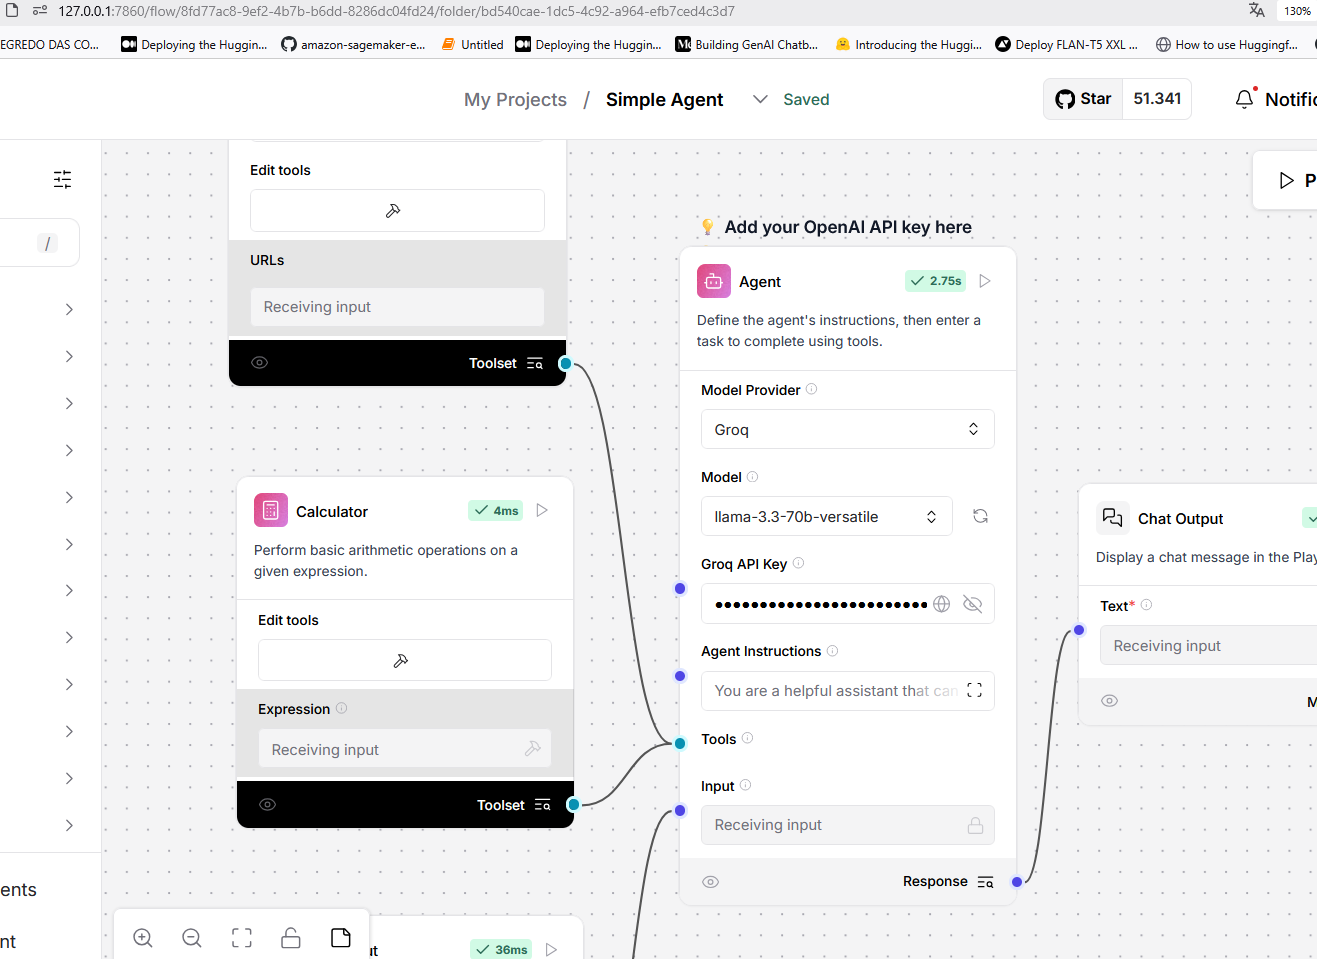 127.0.0.1:7860/flow/8fd77ac8-9ef2-4b7b-b6dd-8286dc04fd24/folder/bd540cae-1dc5-4c92-a964-efb7ced4c3d7
130%
EGREDO DAS CO...
Deploying the Huggin...
amazon-sagemaker-e...
Untitled
Deploying the Huggin...
Building GenAI Chatb...
Introducing the Huggi...
Deploy FLAN-T5 XXL ...
How to use Huggingf...
My Projects / Simple Agent
Saved
Star 51.341
Notific
/
ents
nt
P
Edit tools
URLs
Receiving input
Toolset
Calculator
4ms
Perform basic arithmetic operations on a
given expression.
Edit tools
Expression
Receiving input
Toolset
ut
36ms
Add your OpenAI API key here
Agent
2.75s
Define the agent's instructions, then enter a
task to complete using tools.
Model Provider
Groq
Model
llama-3.3-70b-versatile
Groq API Key
••••••••••••••••••••••••
Agent Instructions
You are a helpful assistant that can
Tools
Input
Receiving input
Response
Chat Output
Display a chat message in the Play
Text*
Receiving input
M